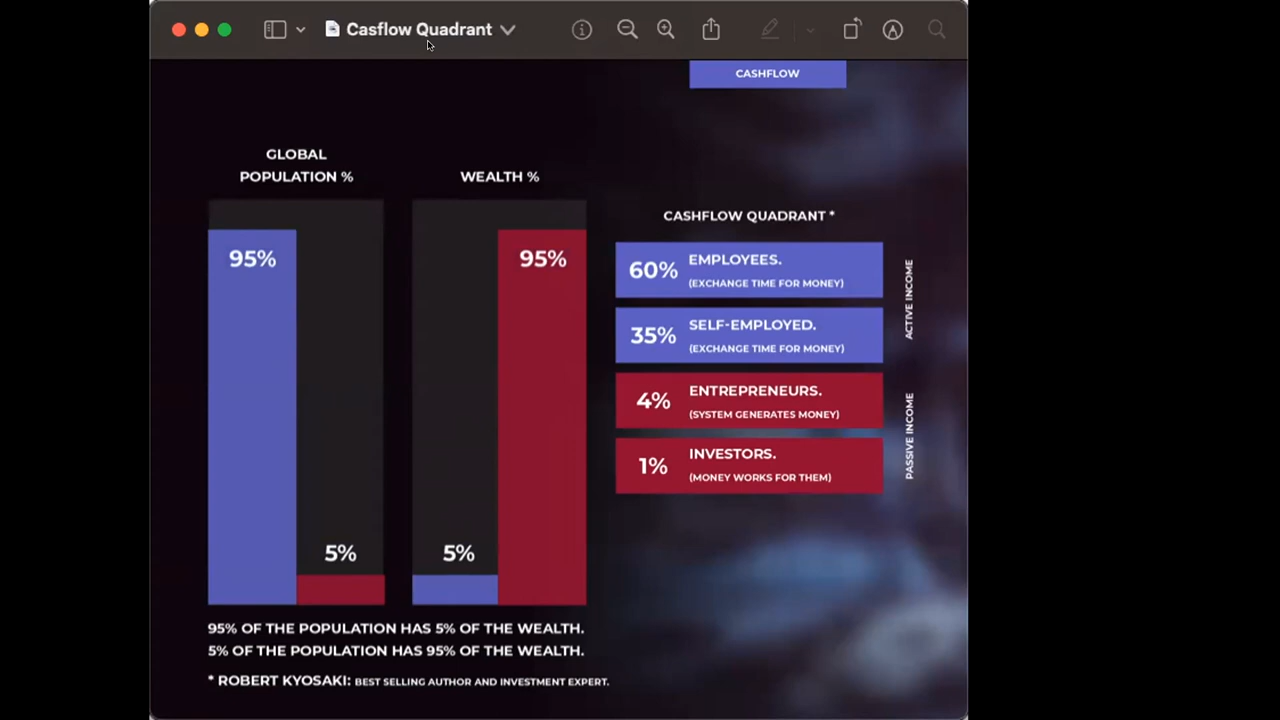 Casflow Quadrant
CASHFLOW
GLOBAL
POPULATION %
WEALTH %
95%
5%
5%
95%
CASHFLOW QUADRANT *
60% EMPLOYEES.
(EXCHANGE TIME FOR MONEY)
35% SELF-EMPLOYED.
(EXCHANGE TIME FOR MONEY)
ACTIVE INCOME
4% ENTREPRENEURS.
(SYSTEM GENERATES MONEY)
1% INVESTORS.
(MONEY WORKS FOR THEM)
PASSIVE INCOME
95% OF THE POPULATION HAS 5% OF THE WEALTH.
5% OF THE POPULATION HAS 95% OF THE WEALTH.
* ROBERT KYOSAKI: BEST SELLING AUTHOR AND INVESTMENT EXPERT.